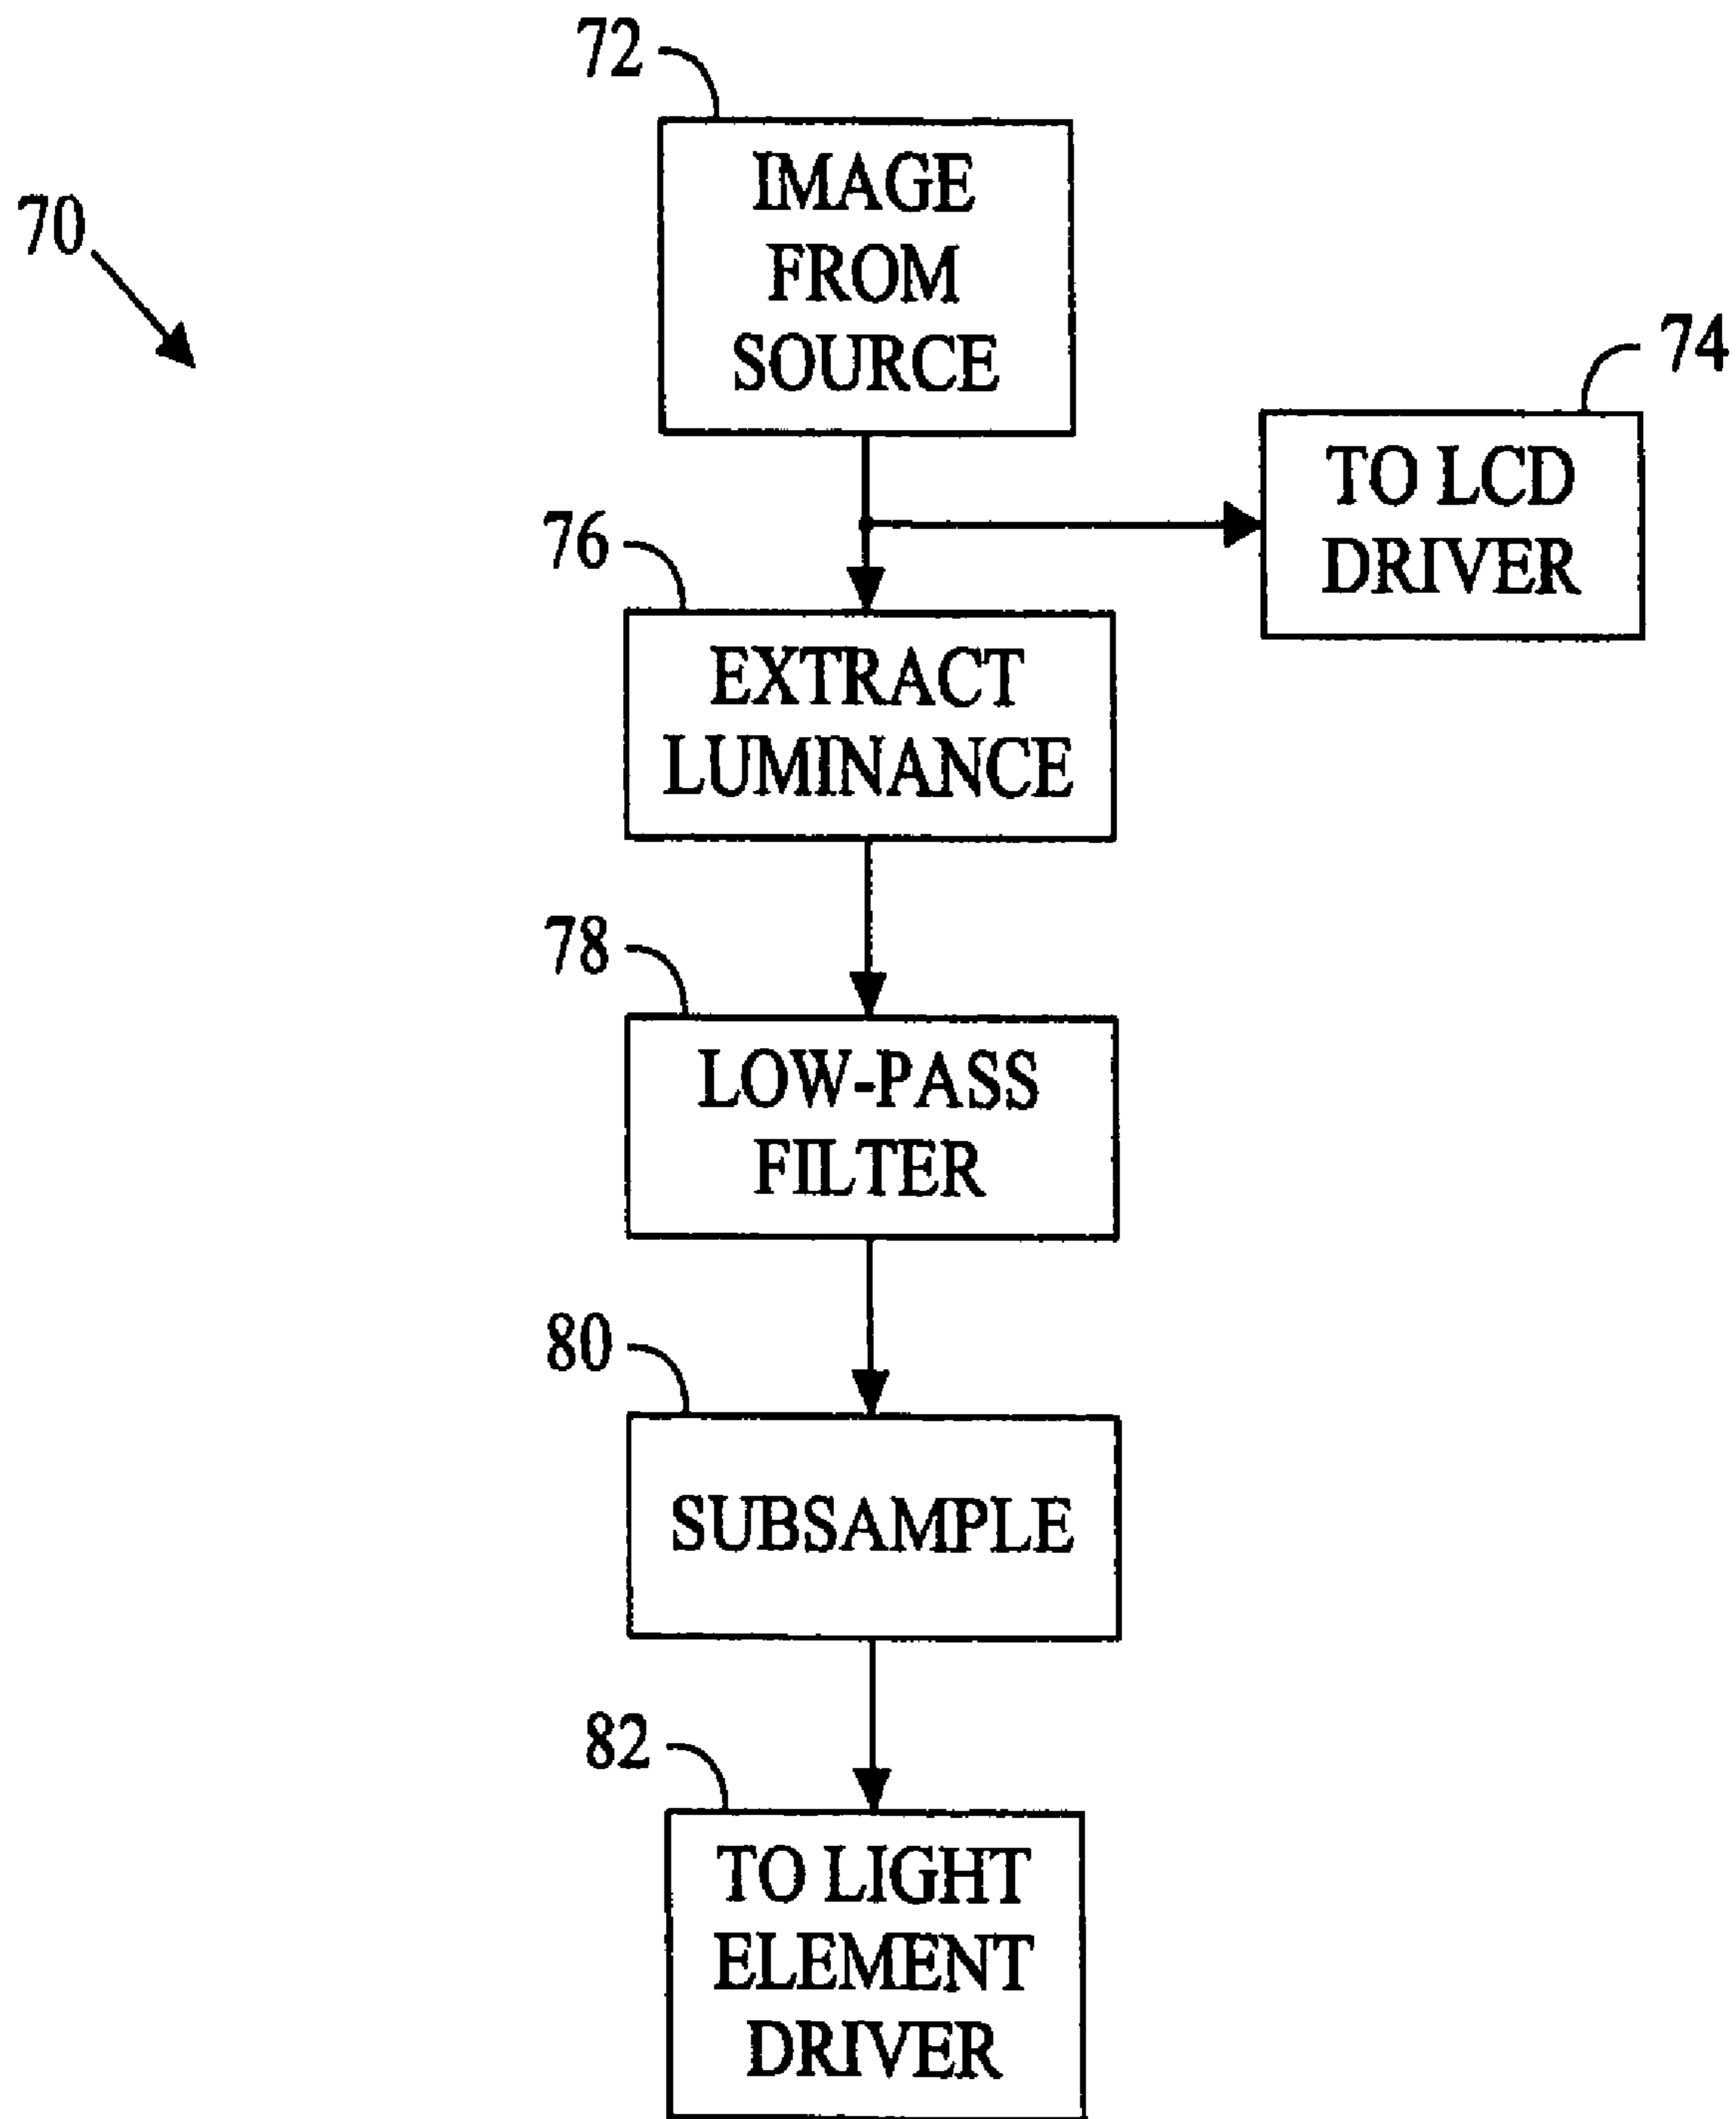 72
IMAGE
FROM
SOURCE
70
74
TO LCD
DRIVER
76
EXTRACT
LUMINANCE
78
LOW-PASS
FILTER
80
SUBSAMPLE
82
TO LIGHT
ELEMENT
DRIVER